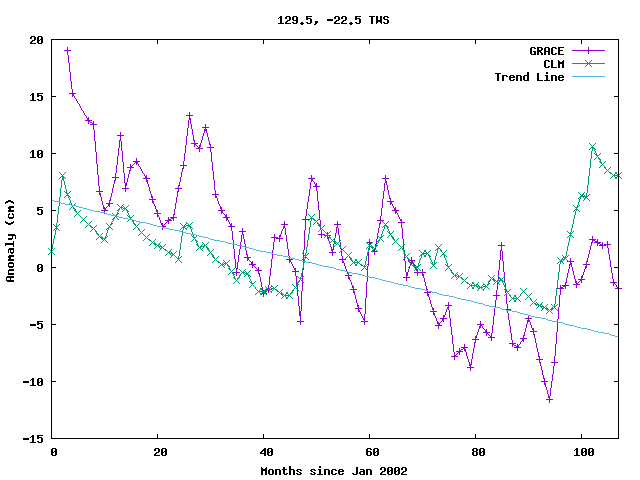 129.5, -22.5 TWS
GRACE
CLM
Trend Line
20
15
10
5
0
-5
-10
-15
Anomaly (cm)
0 20 40 60 80 100
Months since Jan 2002